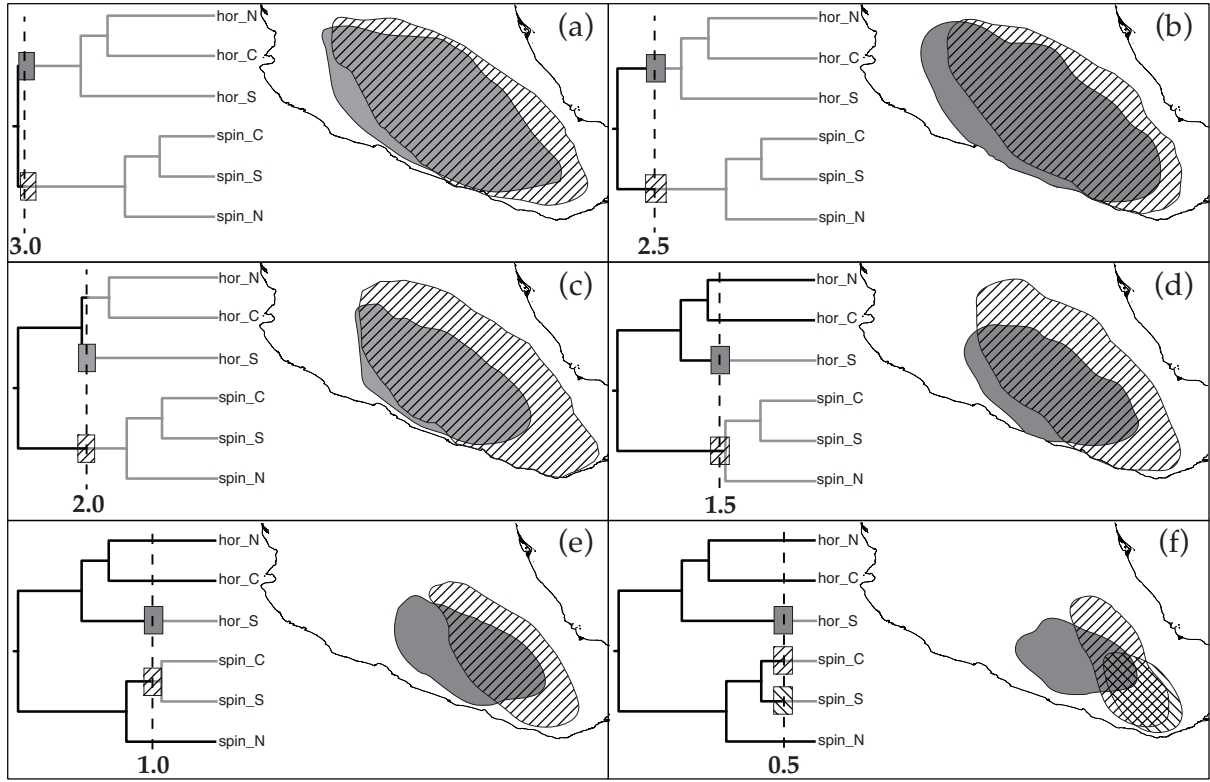 (a)
hor_N
hor_C
hor_S
spin_C
spin_S
spin_N
3.0
(b)
hor_N
hor_C
hor_S
spin_C
spin_S
spin_N
2.5
(c)
hor_N
hor_C
hor_S
spin_C
spin_S
spin_N
2.0
(d)
hor_N
hor_C
hor_S
spin_C
spin_S
spin_N
1.5
(e)
hor_N
hor_C
hor_S
spin_C
spin_S
spin_N
1.0
(f)
hor_N
hor_C
hor_S
spin_C
spin_S
spin_N
0.5